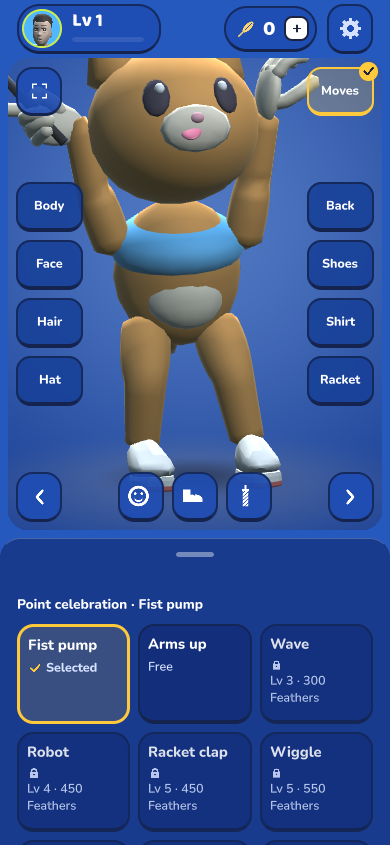 Lv 1
0
+
Moves
Body
Back
Face
Shoes
Hair
Shirt
Hat
Racket
Point celebration · Fist pump
Fist pump
Selected
Arms up
Free
Wave
Lv 3 · 300
Feathers
Robot
Lv 4 · 450
Feathers
Racket clap
Lv 5 · 450
Feathers
Wiggle
Lv 5 · 550
Feathers